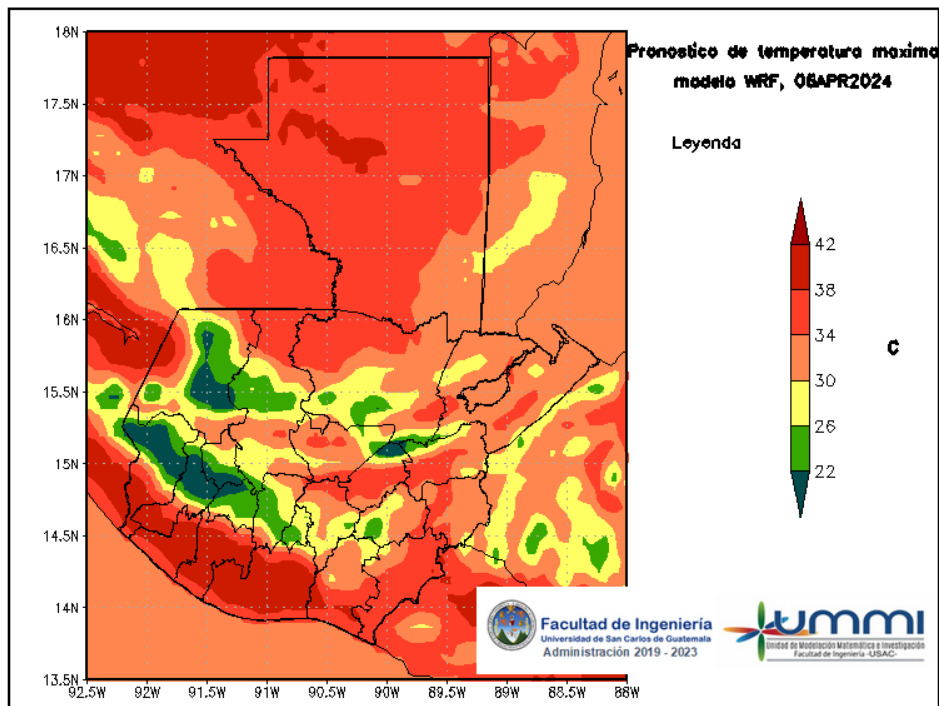 Pronostico de temperatura maxima
modelo WRF, 06APR2024
Leyenda
42
38
34
30
26
22
C
18N
17.5N
17N
16.5N
16N
15.5N
15N
14.5N
14N
13.5N
92.5W
92W
91.5W
91W
90.5W
90W
89.5W
89W
88.5W
88W
Facultad de Ingeniería
Universidad de San Carlos de Guatemala
Administración 2019 - 2023
UMMI
Unidad de Modelación Matemática e Investigación
Facultad de Ingeniería -USAC-